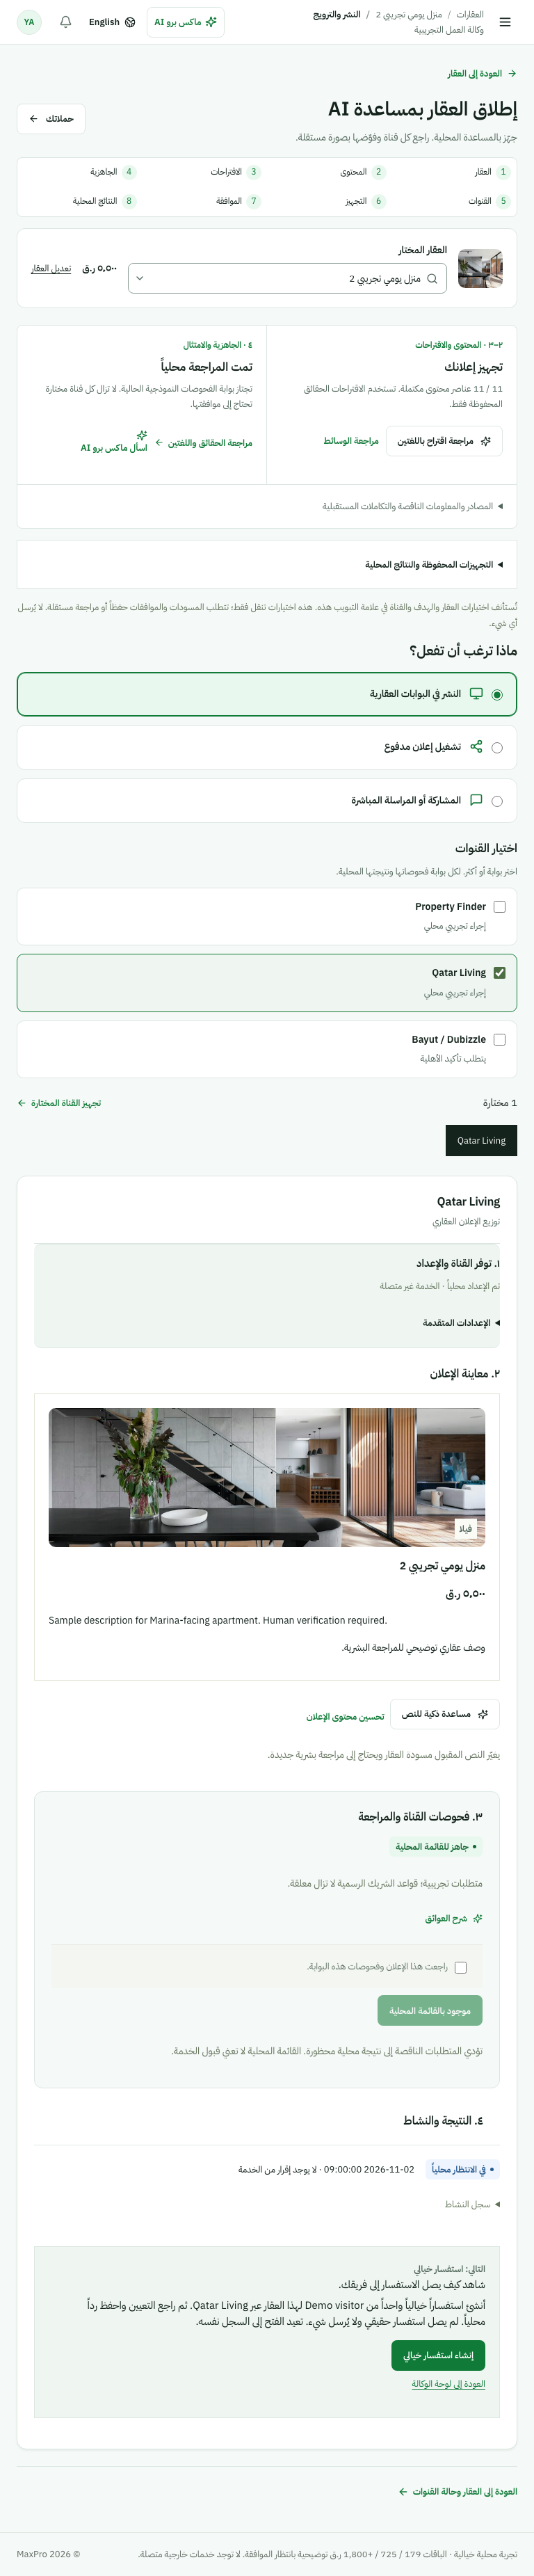 العقارات / منزل يومي تجريبي 2 / النشر والترويج
وكالة العمل التجريبية
ماكس برو AI
English
YA
العودة إلى العقار
إطلاق العقار بمساعدة AI
جهّز بالمساعدة المحلية. راجع كل قناة وفوّضها بصورة مستقلة.
حملاتك
1 العقار
2 المحتوى
3 الاقتراحات
4 الجاهزية
5 القنوات
6 التجهيز
7 الموافقة
8 النتائج المحلية
العقار المختار
منزل يومي تجريبي 2
٥٬٥٠٠ ر.ق
تعديل العقار
٢–٣ · المحتوى والاقتراحات
تجهيز إعلانك
11 / 11 عناصر محتوى مكتملة. تستخدم الاقتراحات الحقائق
المحفوظة فقط.
مراجعة اقتراح باللغتين
مراجعة الوسائط
٤ · الجاهزية والامتثال
تمت المراجعة محلياً
تجتاز بوابة الفحوصات النموذجية الحالية. لا تزال كل قناة مختارة
تحتاج إلى موافقتها.
مراجعة الحقائق واللغتين
اسأل ماكس برو AI
المصادر والمعلومات الناقصة والتكاملات المستقبلية
التجهيزات المحفوظة والنتائج المحلية
تُستأنف اختيارات العقار والهدف والقناة في علامة التبويب هذه. هذه اختيارات تنقل فقط؛ تتطلب المسودات والموافقات حفظاً أو مراجعة مستقلة. لا يُرسل
أي شيء.
ماذا ترغب أن تفعل؟
النشر في البوابات العقارية
تشغيل إعلان مدفوع
المشاركة أو المراسلة المباشرة
اختيار القنوات
اختر بوابة أو أكثر. لكل بوابة فحوصاتها ونتيجتها المحلية.
Property Finder
إجراء تجريبي محلي
Qatar Living
إجراء تجريبي محلي
Bayut / Dubizzle
يتطلب تأكيد الأهلية
1 مختارة
تجهيز القناة المختارة
Qatar Living
Qatar Living
توزيع الإعلان العقاري
١. توفر القناة والإعداد
تم الإعداد محلياً · الخدمة غير متصلة
الإعدادات المتقدمة
٢. معاينة الإعلان
فيلا
منزل يومي تجريبي 2
٥٬٥٠٠ ر.ق
Sample description for Marina-facing apartment. Human verification required.
وصف عقاري توضيحي للمراجعة البشرية.
مساعدة ذكية للنص
تحسين محتوى الإعلان
يغيّر النص المقبول مسودة العقار ويحتاج إلى مراجعة بشرية جديدة.
٣. فحوصات القناة والمراجعة
جاهز للقائمة المحلية
متطلبات تجريبية؛ قواعد الشريك الرسمية لا تزال معلقة.
شرح العوائق
راجعت هذا الإعلان وفحوصات هذه البوابة.
موجود بالقائمة المحلية
تؤدي المتطلبات الناقصة إلى نتيجة محلية محظورة. القائمة المحلية لا تعني قبول الخدمة.
٤. النتيجة والنشاط
في الانتظار محلياً
2026-11-02 09:00:00 · لا يوجد إقرار من الخدمة
سجل النشاط
التالي: استفسار خيالي
شاهد كيف يصل الاستفسار إلى فريقك.
أنشئ استفساراً خيالياً واحداً من Demo visitor لهذا العقار عبر Qatar Living. ثم راجع التعيين واحفظ رداً
محلياً. لم يصل استفسار حقيقي ولا يُرسل شيء. تعيد الفتح إلى السجل نفسه.
إنشاء استفسار خيالي
العودة إلى لوحة الوكالة
العودة إلى العقار وحالة القنوات
تجربة محلية خيالية · الباقات 179 / 725 / +1,800 ر.ق توضيحية بانتظار الموافقة. لا توجد خدمات خارجية متصلة.
© 2026 MaxPro